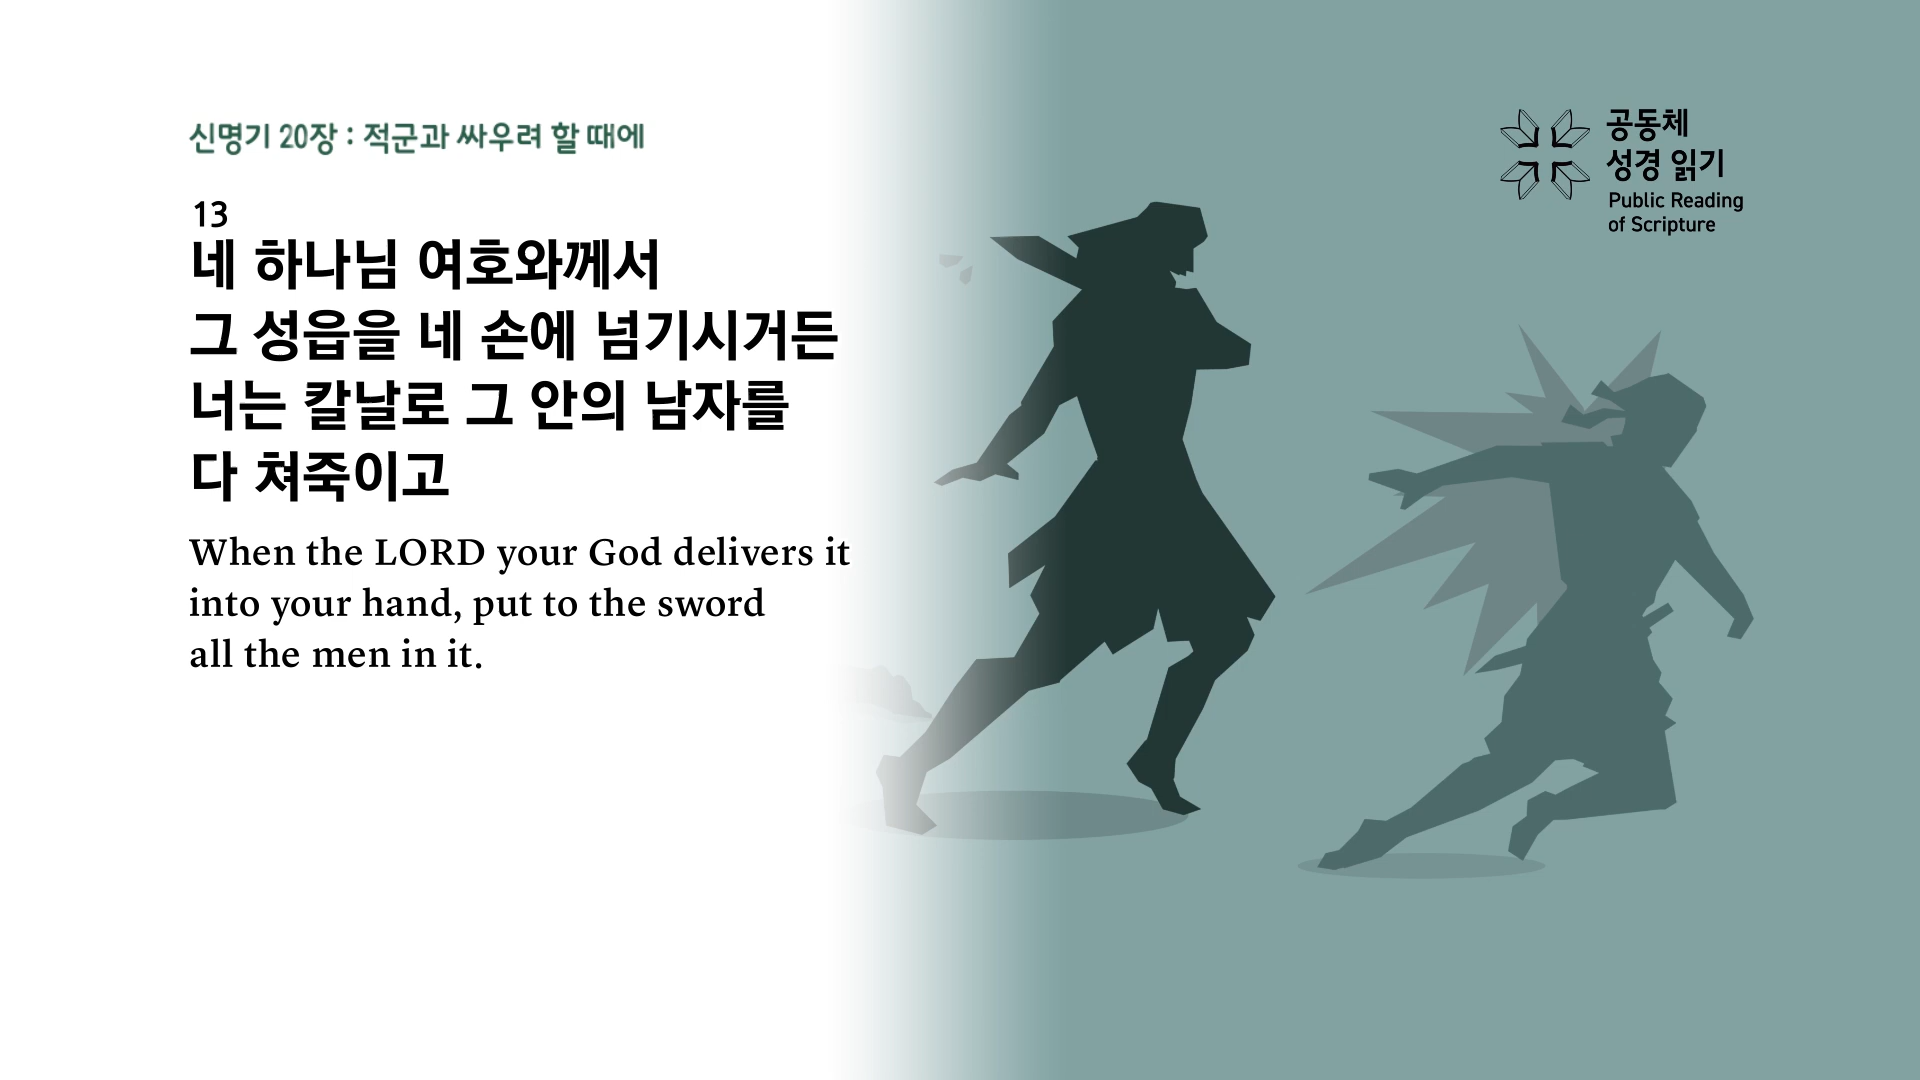 신명기 20장 : 적군과 싸우려 할 때에
공동체
성경 읽기
Public Reading
of Scripture
13
네 하나님 여호와께서
그 성읍을 네 손에 넘기시거든
너는 칼날로 그 안의 남자를
다 쳐죽이고
When the LORD your God delivers it
into your hand, put to the sword
all the men in it.